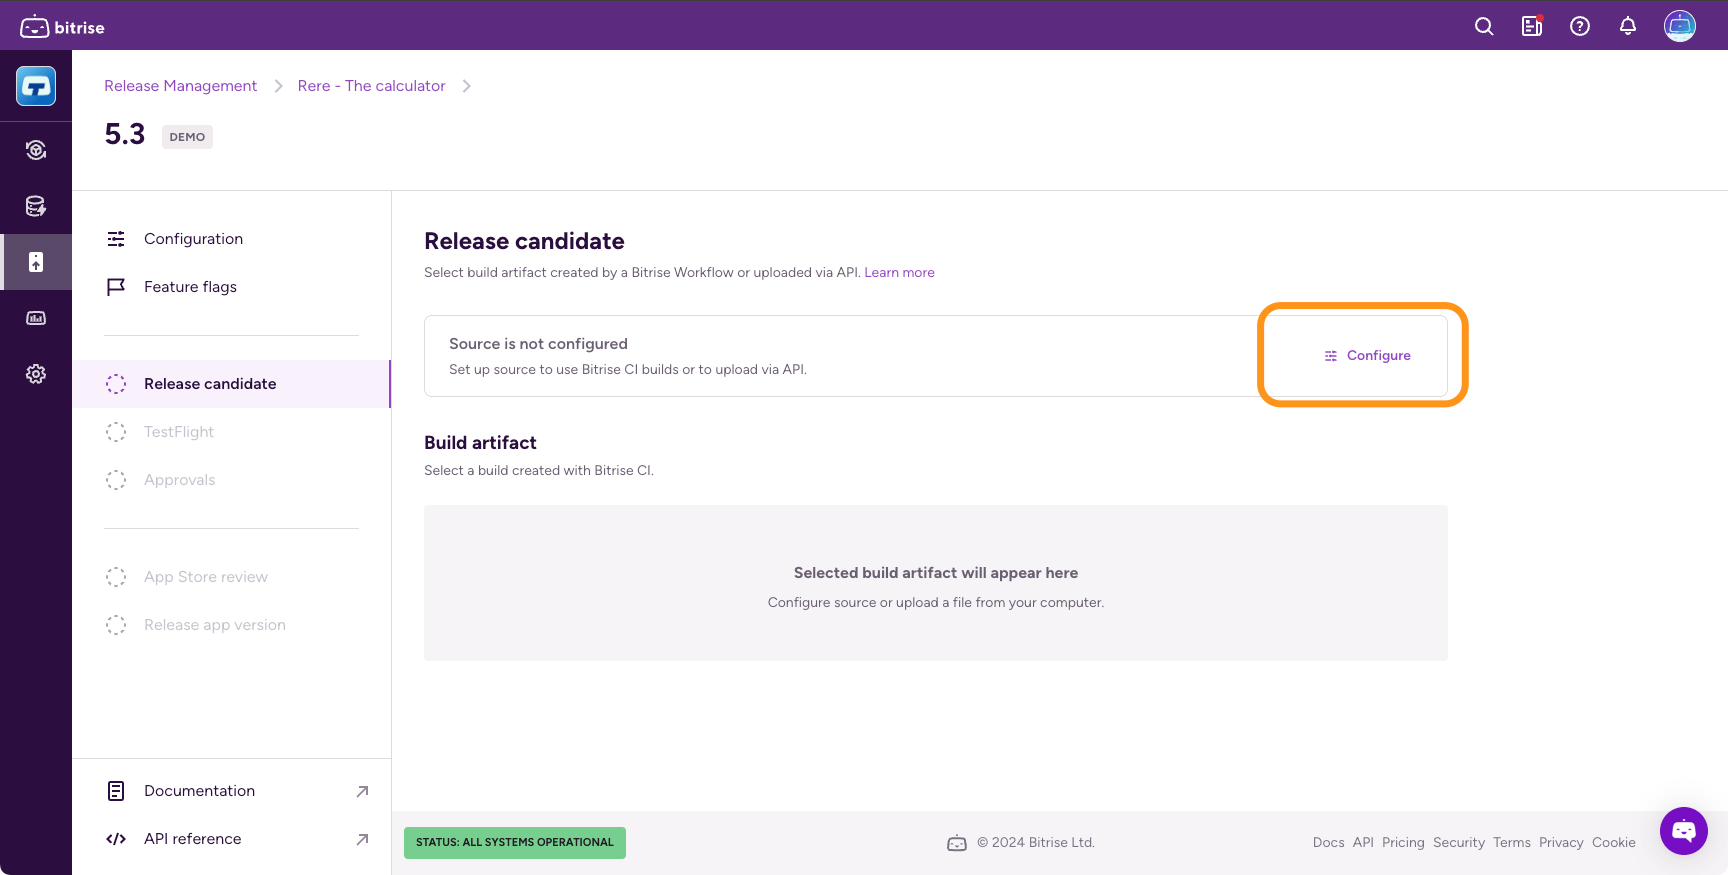 bitrise
Release Management
Rere - The calculator
5.3
DEMO
Configuration
Feature flags
Release candidate
TestFlight
Approvals
App Store review
Release app version
Documentation
API reference
Release candidate
Select build artifact created by a Bitrise Workflow or uploaded via API. Learn more
Source is not configured
Set up source to use Bitrise CI builds or to upload via API.
Configure
Build artifact
Select a build created with Bitrise CI.
Selected build artifact will appear here
Configure source or upload a file from your computer.
STATUS: ALL SYSTEMS OPERATIONAL
© 2024 Bitrise Ltd.
Docs API Pricing Security Terms Privacy Cookie